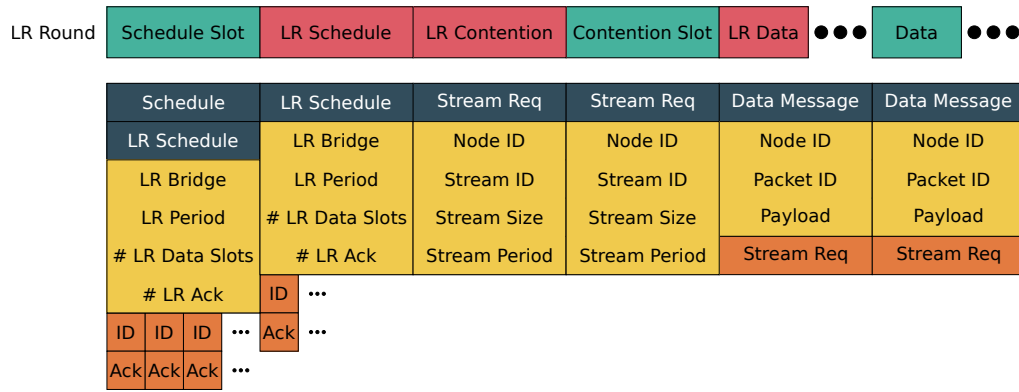 LR Round Schedule Slot LR Schedule LR Contention Contention Slot LR Data ●●● Data ●●●
Schedule LR Schedule Stream Req Stream Req Data Message Data Message
LR Schedule LR Bridge Node ID Node ID Node ID Node ID
LR Bridge LR Period Stream ID Stream ID Packet ID Packet ID
LR Period # LR Data Slots Stream Size Stream Size Payload Payload
# LR Data Slots # LR Ack Stream Period Stream Period Stream Req Stream Req
# LR Ack ID ...
ID ID ID ... Ack ...
Ack Ack Ack ...